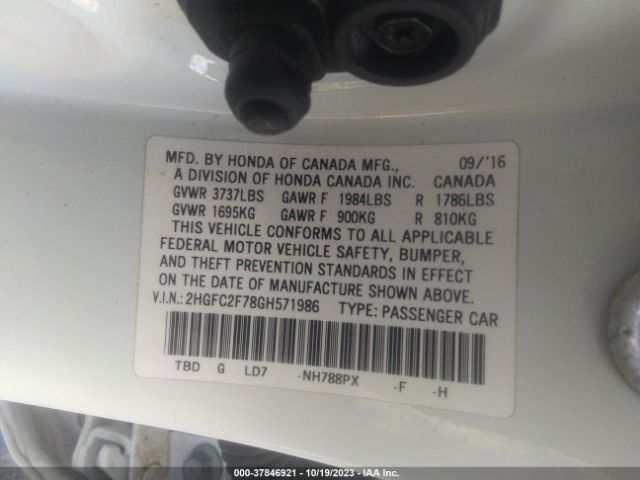 MFD. BY HONDA OF CANADA MFG., 09/'16
A DIVISION OF HONDA CANADA INC. CANADA
GVWR 3737LBS GAWR F 1984LBS R 1786LBS
GVWR 1695KG GAWR F 900KG R 810KG
THIS VEHICLE CONFORMS TO ALL APPLICABLE
FEDERAL MOTOR VEHICLE SAFETY, BUMPER,
AND THEFT PREVENTION STANDARDS IN EFFECT
ON THE DATE OF MANUFACTURE SHOWN ABOVE.
V.I.N.: 2HGFC2F78GH571986 TYPE: PASSENGER CAR
TBD G LD7 -NH788PX -F -H
000-37846921 - 10/19/2023 - IAA Inc.